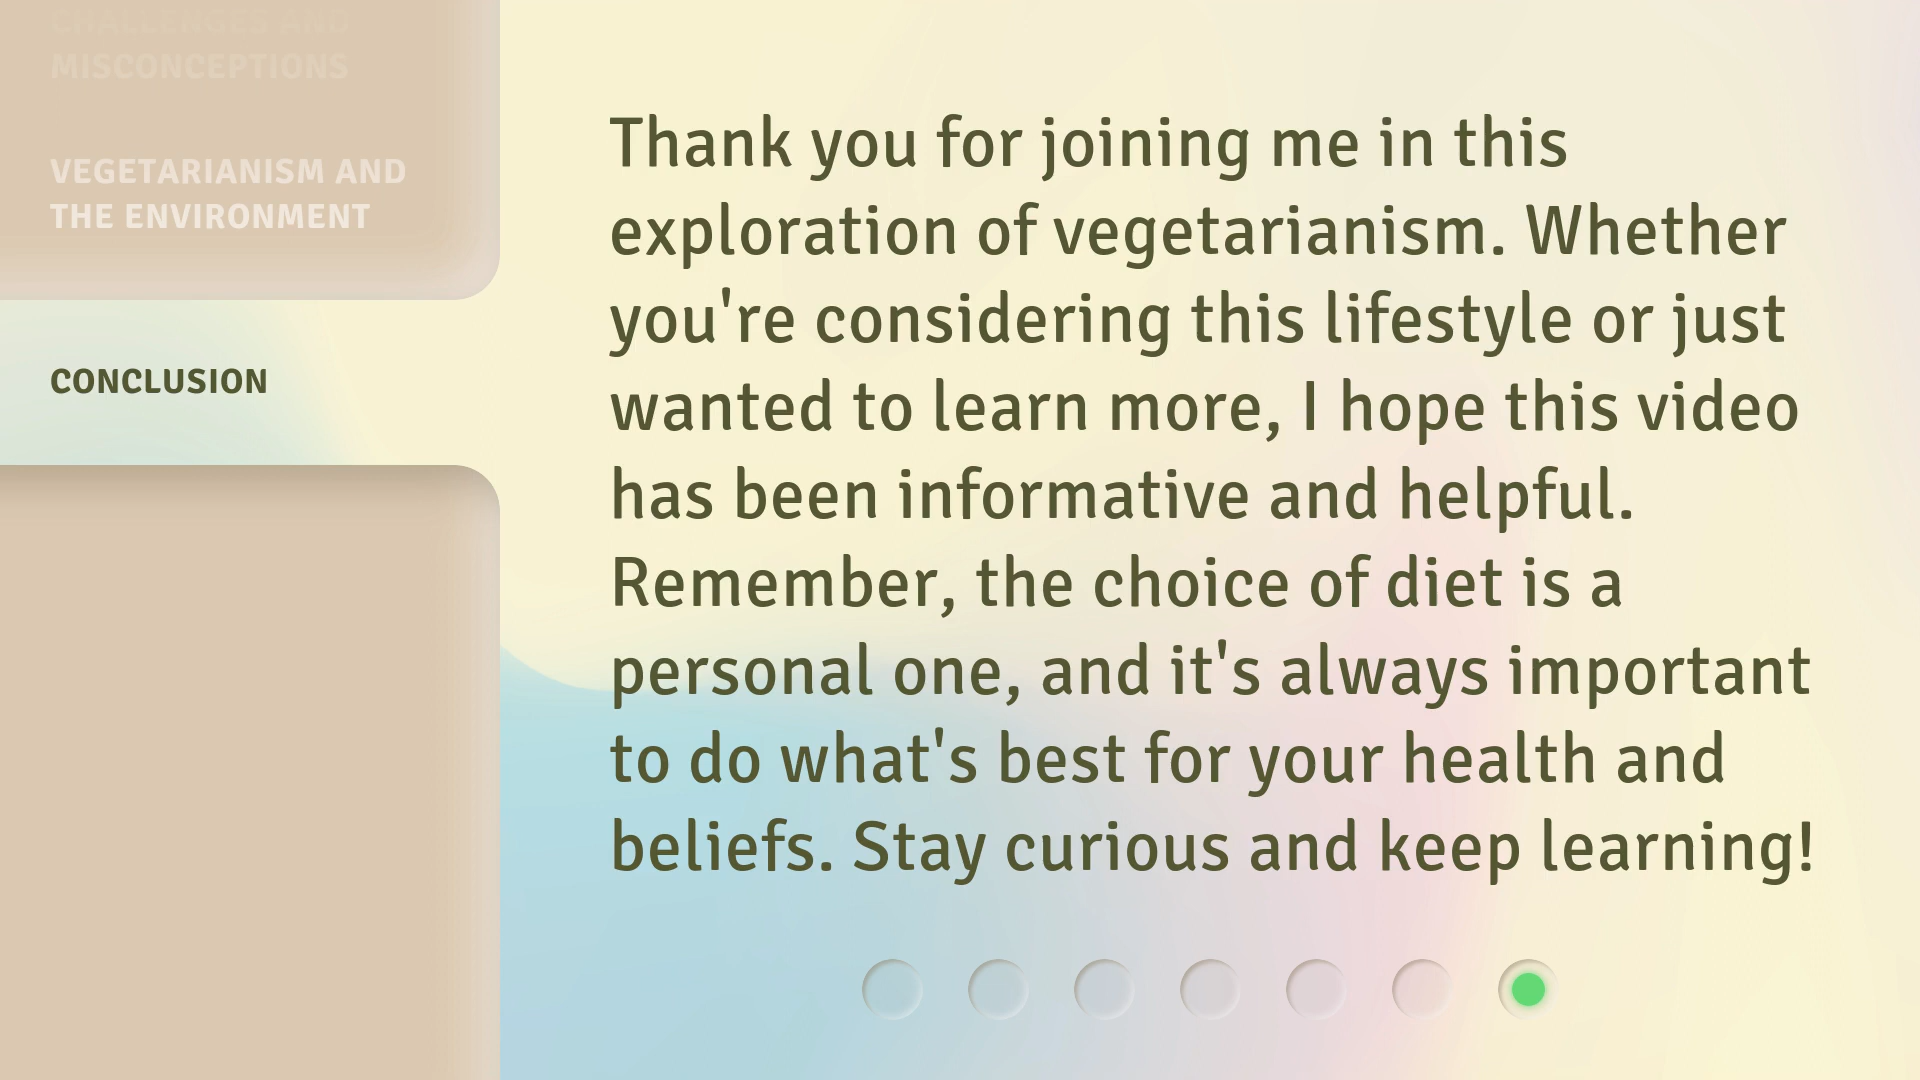 CHALLENGES AND
MISCONCEPTIONS
VEGETARIANISM AND
THE ENVIRONMENT
CONCLUSION
Thank you for joining me in this
exploration of vegetarianism. Whether
you're considering this lifestyle or just
wanted to learn more, I hope this video
has been informative and helpful.
Remember, the choice of diet is a
personal one, and it's always important
to do what's best for your health and
beliefs. Stay curious and keep learning!